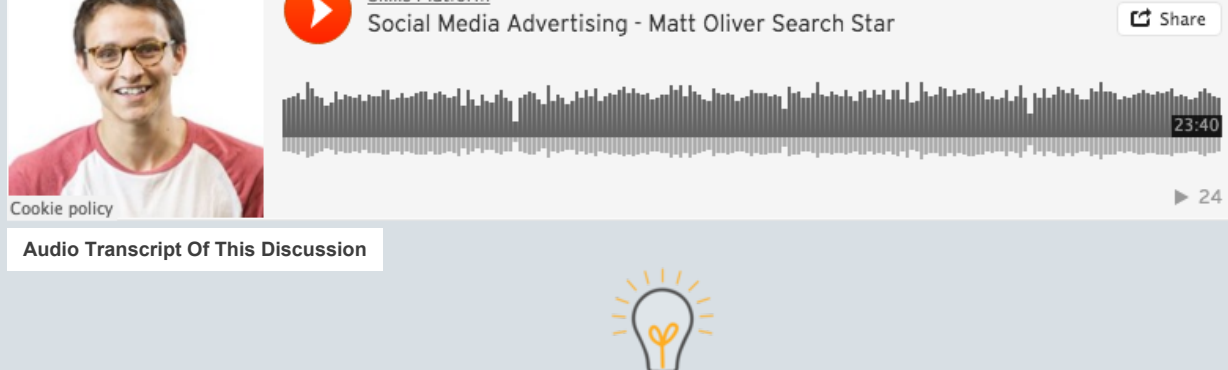 Social Media Advertising - Matt Oliver Search Star
Share
23:40
Cookie policy
24
Audio Transcript Of This Discussion